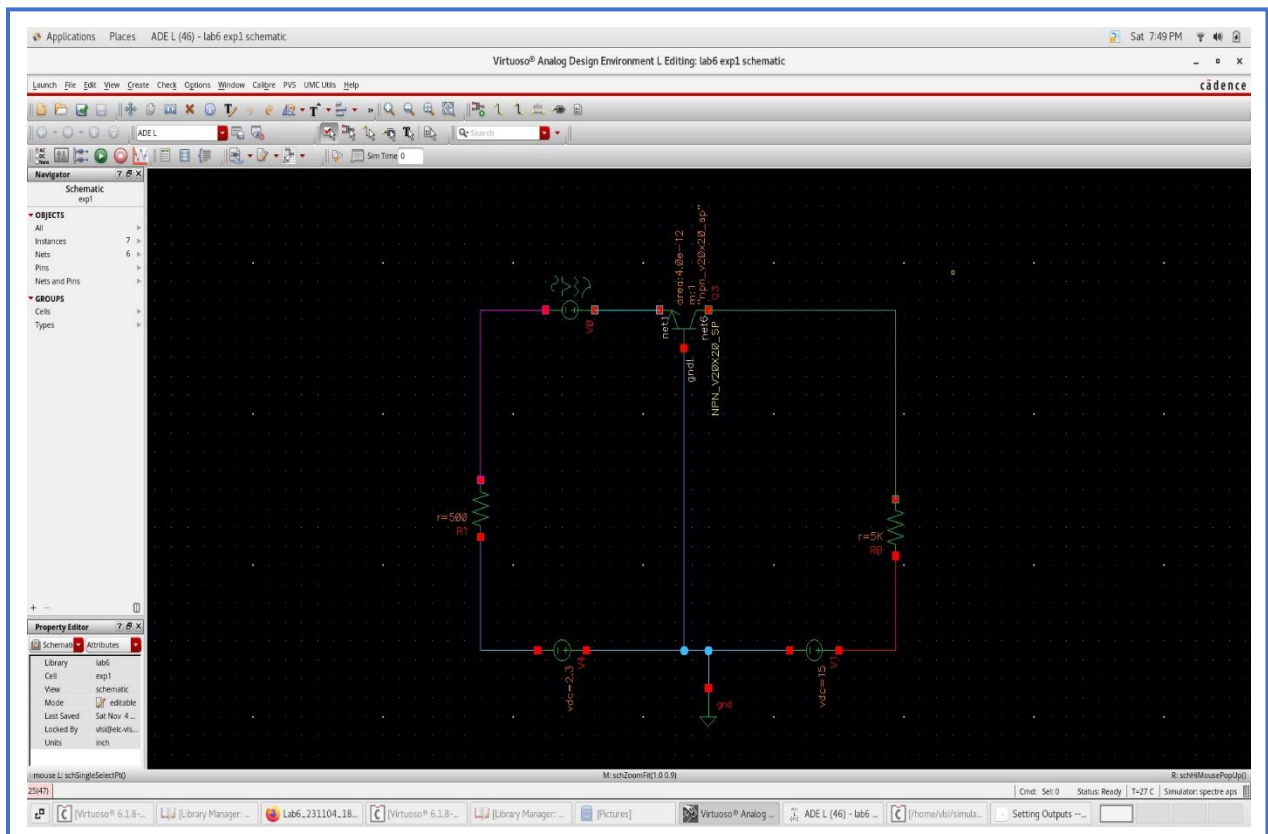 Applications Places ADE L (46) - lab6 exp1 schematic Sat 7:49 PM
Virtuoso® Analog Design Environment L Editing: lab6 exp1 schematic
Launch File Edit View Create Check Options Window Calibre PVS UMC Utils Help cādence
ADE L Search
Sim Time 0
Navigator
Schematic
exp1
OBJECTS
All
Instances 7
Nets 6
Pins
Nets and Pins
GROUPS
Cells
Types
Property Editor
Schemati Attributes
Library lab6
Cell exp1
View schematic
Mode editable
Last Saved Sat Nov 4 ...
Locked By vlsi@elc-vls...
Units inch
area:4.0e-12
m:1
"npn_v20x20_sp"
Q3
net1
net6
gnd!
NPN_V20X20_SP
V0
r=500
R1
r=5K
R0
vdc=2.3
V4
gnd
vdc=15
V1
mouse L: schSingleSelectPt() M: schZoomFit(1.0 0.9) R: schHiMousePopUp()
25(47) Cmd: Sel: 0 Status: Ready T=27 C Simulator: spectre aps
[Virtuoso® 6.1.8-... [Library Manager: ... Lab6_231104_18... [Virtuoso® 6.1.8-... [Library Manager: ... [Pictures] Virtuoso® Analog ... ADE L (46) - lab6 ... [/home/vlsi/simula... Setting Outputs --...